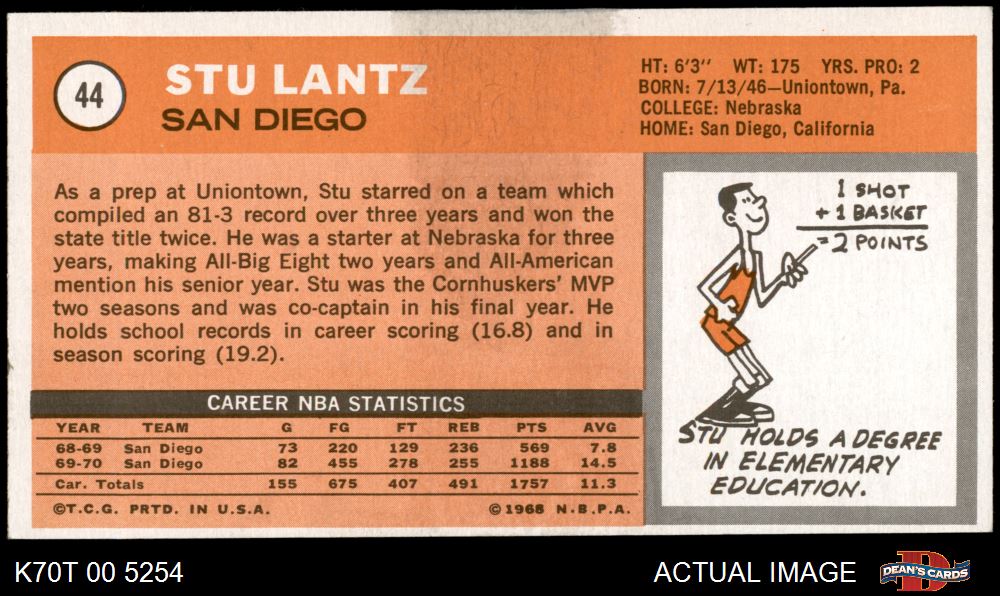 44
STU LANTZ
SAN DIEGO
HT: 6'3'' WT: 175 YRS. PRO: 2
BORN: 7/13/46—Uniontown, Pa.
COLLEGE: Nebraska
HOME: San Diego, California
As a prep at Uniontown, Stu starred on a team which
compiled an 81-3 record over three years and won the
state title twice. He was a starter at Nebraska for three
years, making All-Big Eight two years and All-American
mention his senior year. Stu was the Cornhuskers' MVP
two seasons and was co-captain in his final year. He
holds school records in career scoring (16.8) and in
season scoring (19.2).
1 SHOT
+ 1 BASKET
= 2 POINTS
STU HOLDS A DEGREE
IN ELEMENTARY
EDUCATION.
CAREER NBA STATISTICS
YEAR TEAM G FG FT REB PTS AVG
68-69 San Diego 73 220 129 236 569 7.8
69-70 San Diego 82 455 278 255 1188 14.5
Car. Totals 155 675 407 491 1757 11.3
©T.C.G. PRTD. IN U.S.A. ©1968 N.B.P.A.
K70T 00 5254 ACTUAL IMAGE
D
DEAN'S CARDS